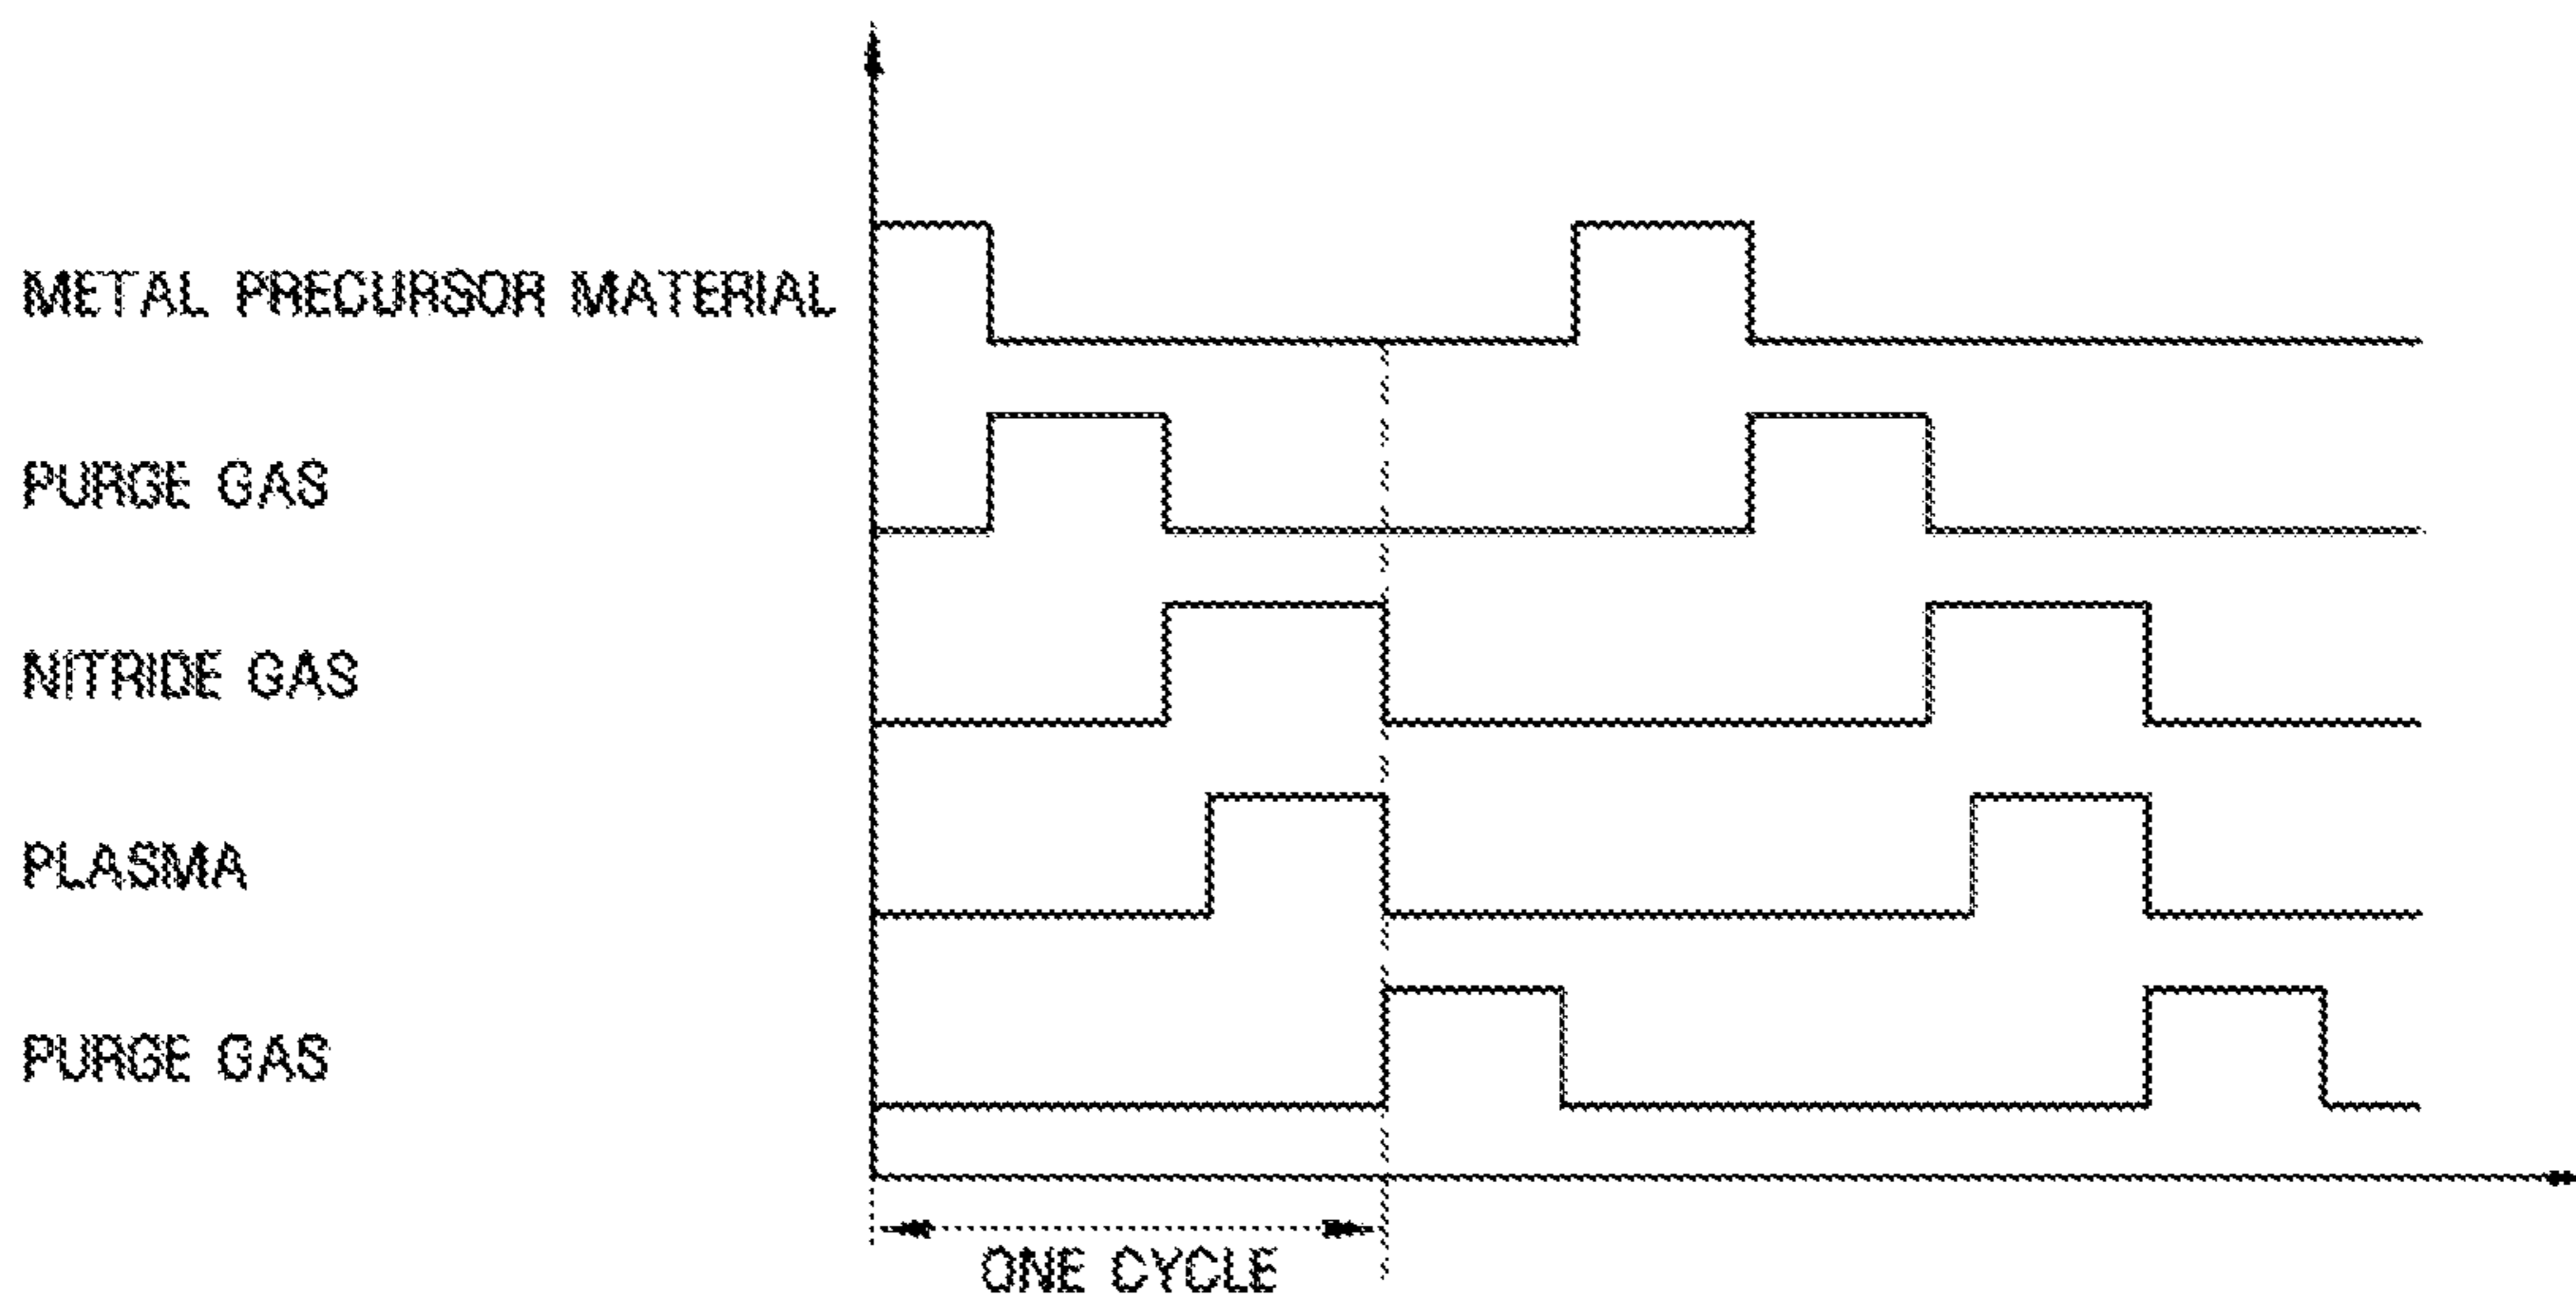 METAL PRECURSOR MATERIAL
PURGE GAS
NITRIDE GAS
PLASMA
PURGE GAS
ONE CYCLE